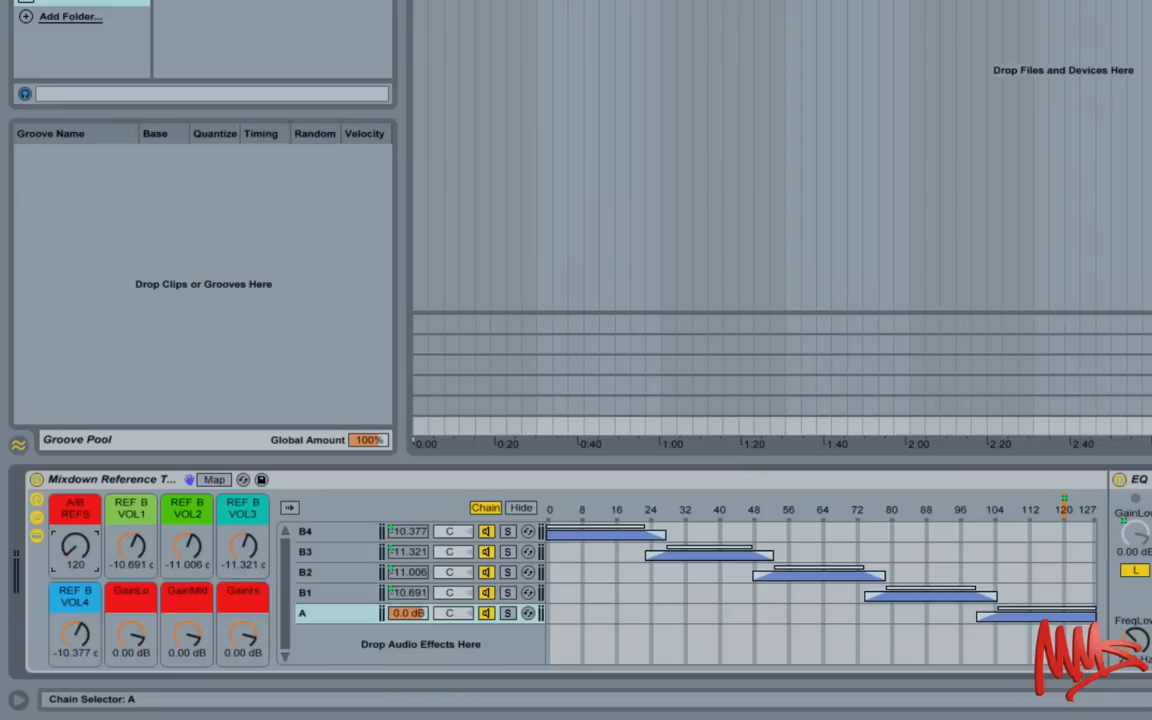 Add Folder...
Drop Files and Devices Here
Groove Name Base Quantize Timing Random Velocity
Drop Clips or Grooves Here
Groove Pool Global Amount 100%
0:00 0:20 0:40 1:00 1:20 1:40 2:00 2:20 2:40
Mixdown Reference T... Map EQ
A/B REFS REF B VOL1 REF B VOL2 REF B VOL3
Chain Hide 0 8 16 24 32 40 48 56 64 72 80 88 96 104 112 120 127
GainLow
B4 -10.377 C S
B3 -11.321 C S
120 -10.691 c -11.006 c -11.321 c
0.00 dB
B2 -11.006 C S
L
REF B VOL4 GainLo GainMid GainHi
B1 -10.691 C S
A 0.0 dB C S
FreqLow
Drop Audio Effects Here
-10.377 c 0.00 dB 0.00 dB 0.00 dB
MMS
Chain Selector: A